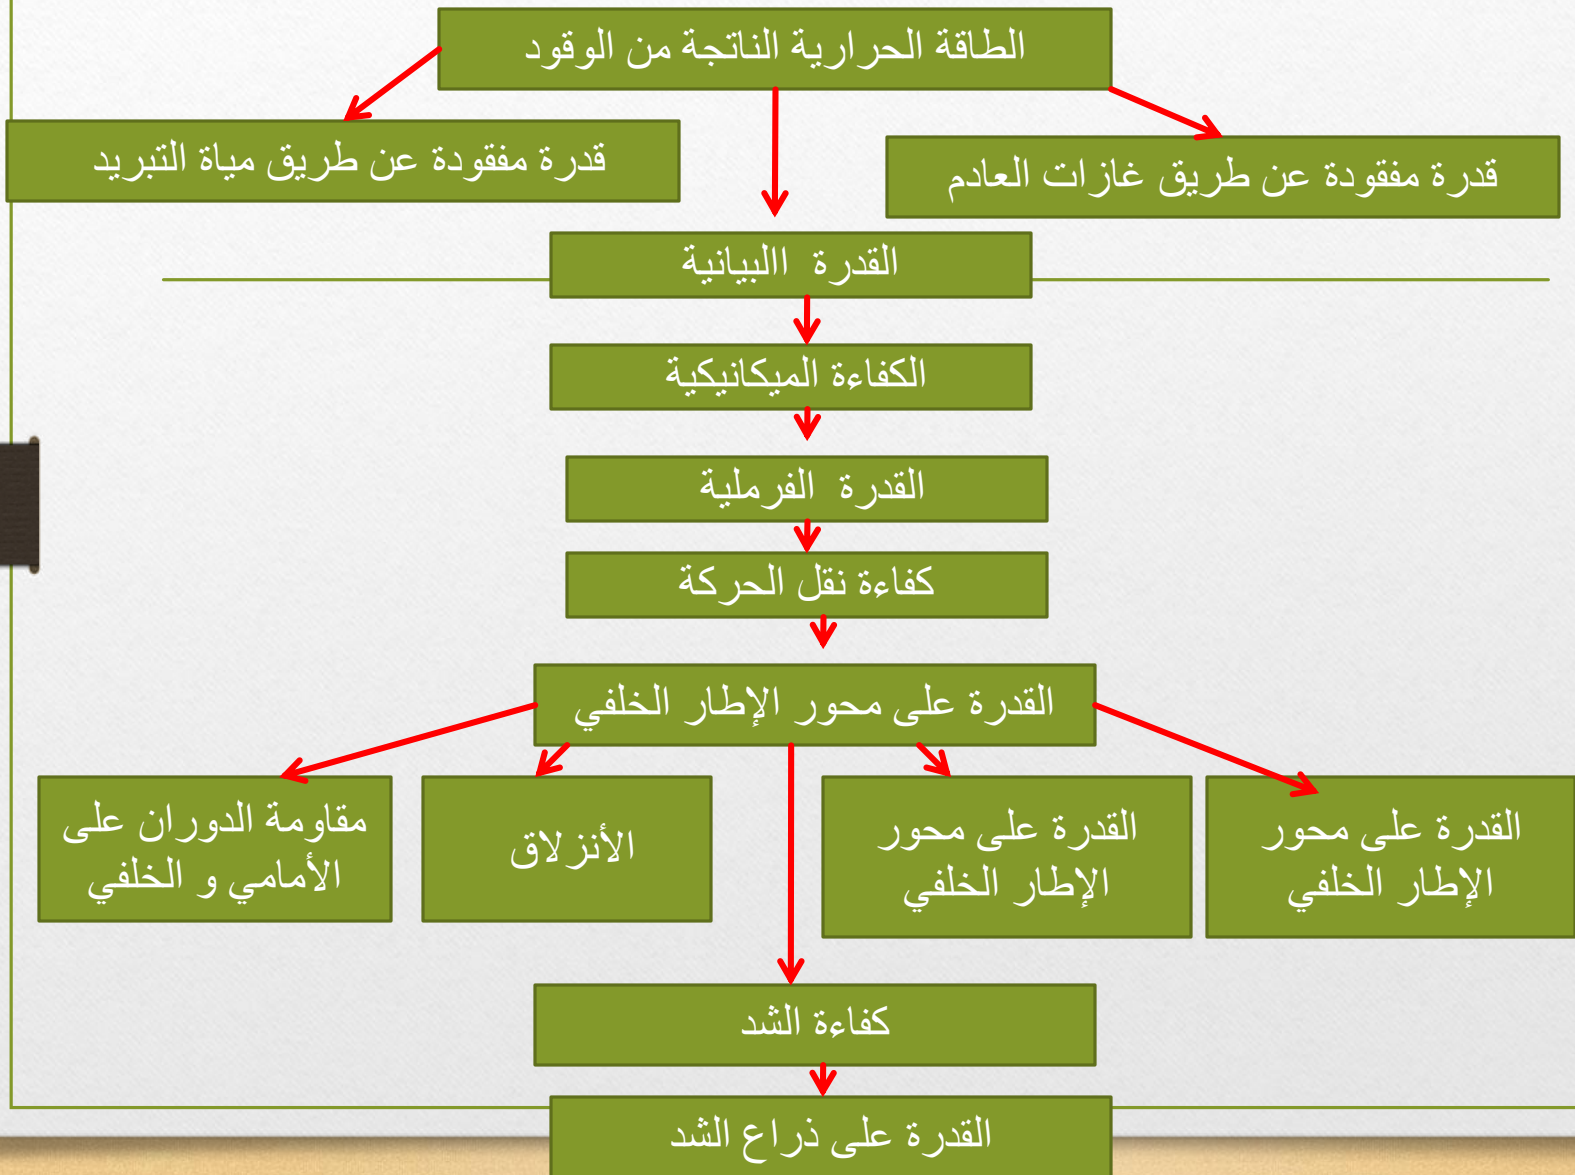 الطاقة الحرارية الناتجة من الوقود
قدرة مفقودة عن طريق غازات العادم
قدرة مفقودة عن طريق مياة التبريد
القدرة االبيانية
الكفاءة الميكانيكية
القدرة الفرملية
كفاءة نقل الحركة
القدرة على محور الإطار الخلفي
القدرة على محور
الإطار الخلفي
القدرة على محور
الإطار الخلفي
الأنزلاق
مقاومة الدوران على
الأمامي و الخلفي
كفاءة الشد
القدرة على ذراع الشد